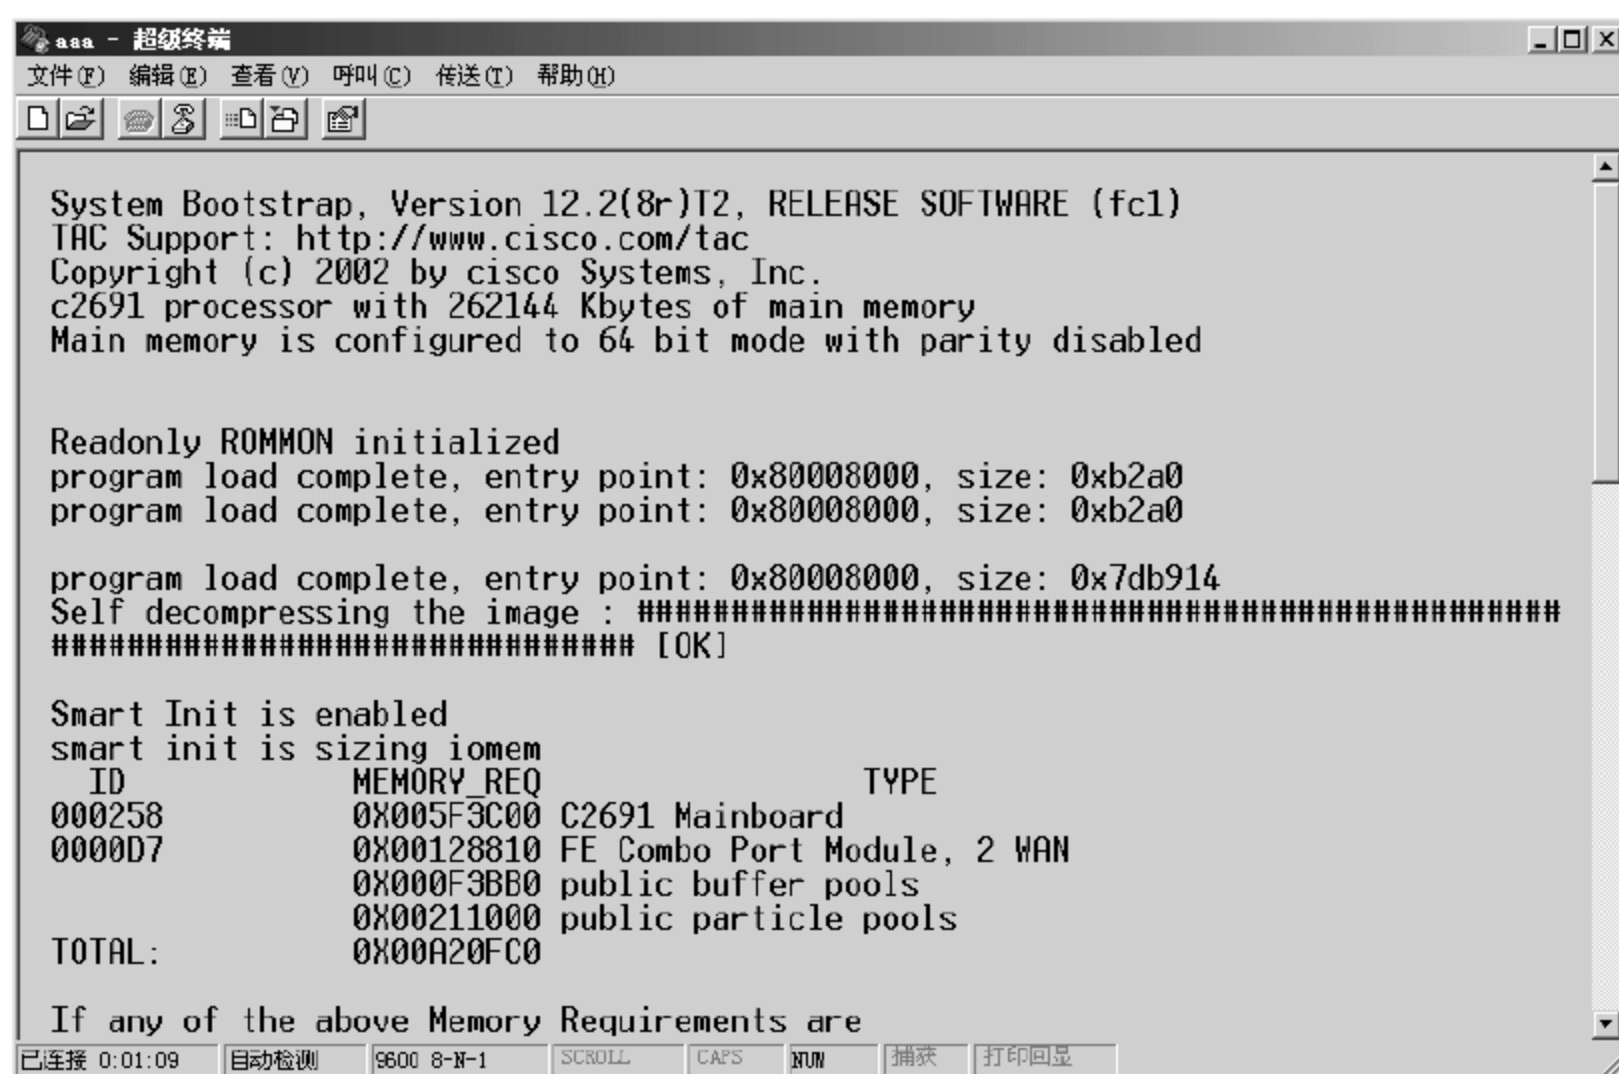 aaa - 超级终端
文件(F) 编辑(E) 查看(V) 呼叫(C) 传送(T) 帮助(H)
System Bootstrap, Version 12.2(8r)T2, RELEASE SOFTWARE (fc1)
TAC Support: http://www.cisco.com/tac
Copyright (c) 2002 by cisco Systems, Inc.
c2691 processor with 262144 Kbytes of main memory
Main memory is configured to 64 bit mode with parity disabled
Readonly ROMMON initialized
program load complete, entry point: 0x80008000, size: 0xb2a0
program load complete, entry point: 0x80008000, size: 0xb2a0
program load complete, entry point: 0x80008000, size: 0x7db914
Self decompressing the image : #################################################
############################### [OK]
Smart Init is enabled
smart init is sizing iomem
ID MEMORY_REQ TYPE
000258 0X005F3C00 C2691 Mainboard
0000D7 0X00128810 FE Combo Port Module, 2 WAN
0X000F3BB0 public buffer pools
0X00211000 public particle pools
TOTAL: 0X00A20FC0
If any of the above Memory Requirements are
已连接 0:01:09 自动检测 9600 8-N-1 SCROLL CAPS NUM 捕获 打印回显